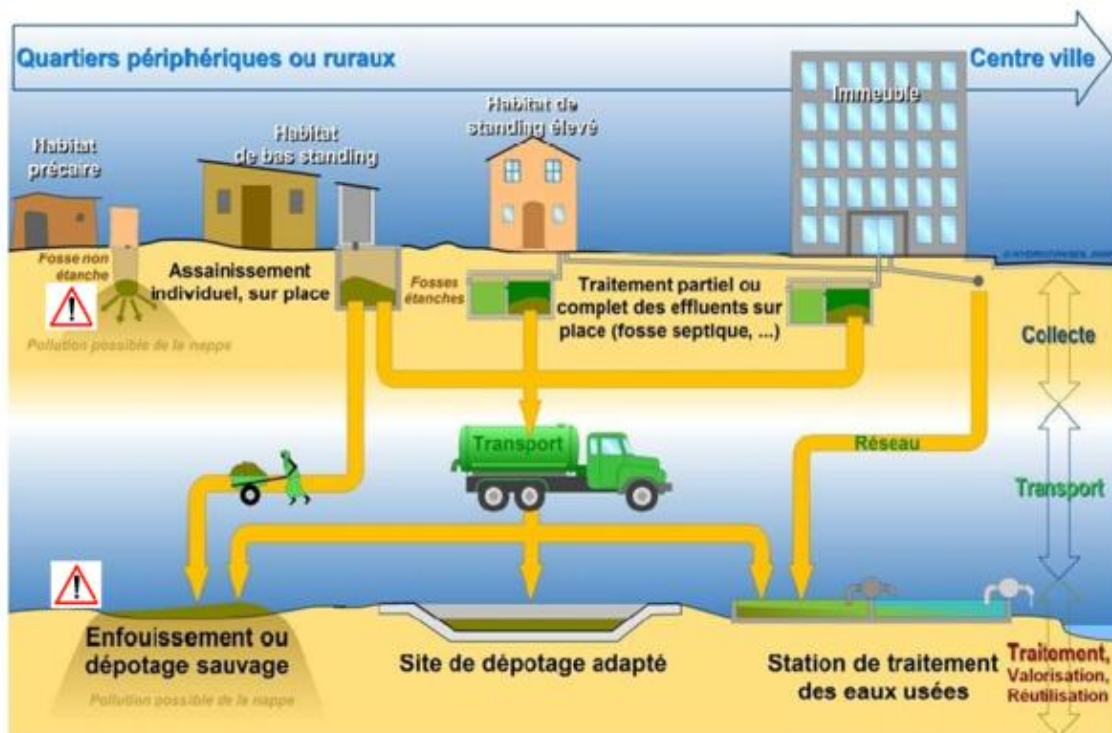 Quartiers périphériques ou ruraux
Centre ville
Habitat
précaire
Habitat
de bas standing
Habitat de
standing élevé
Immeuble
Fosse non
étanche
Assainissement
individuel, sur place
Fosses
étanches
Traitement partiel ou
complet des effluents sur
place (fosse septique, ...)
Pollution possible de la nappe
Collecte
Transport
Réseau
Transport
Enfouissement ou
dépotage sauvage
Pollution possible de la nappe
Site de dépotage adapté
Station de traitement
des eaux usées
Traitement,
Valorisation,
Réutilisation